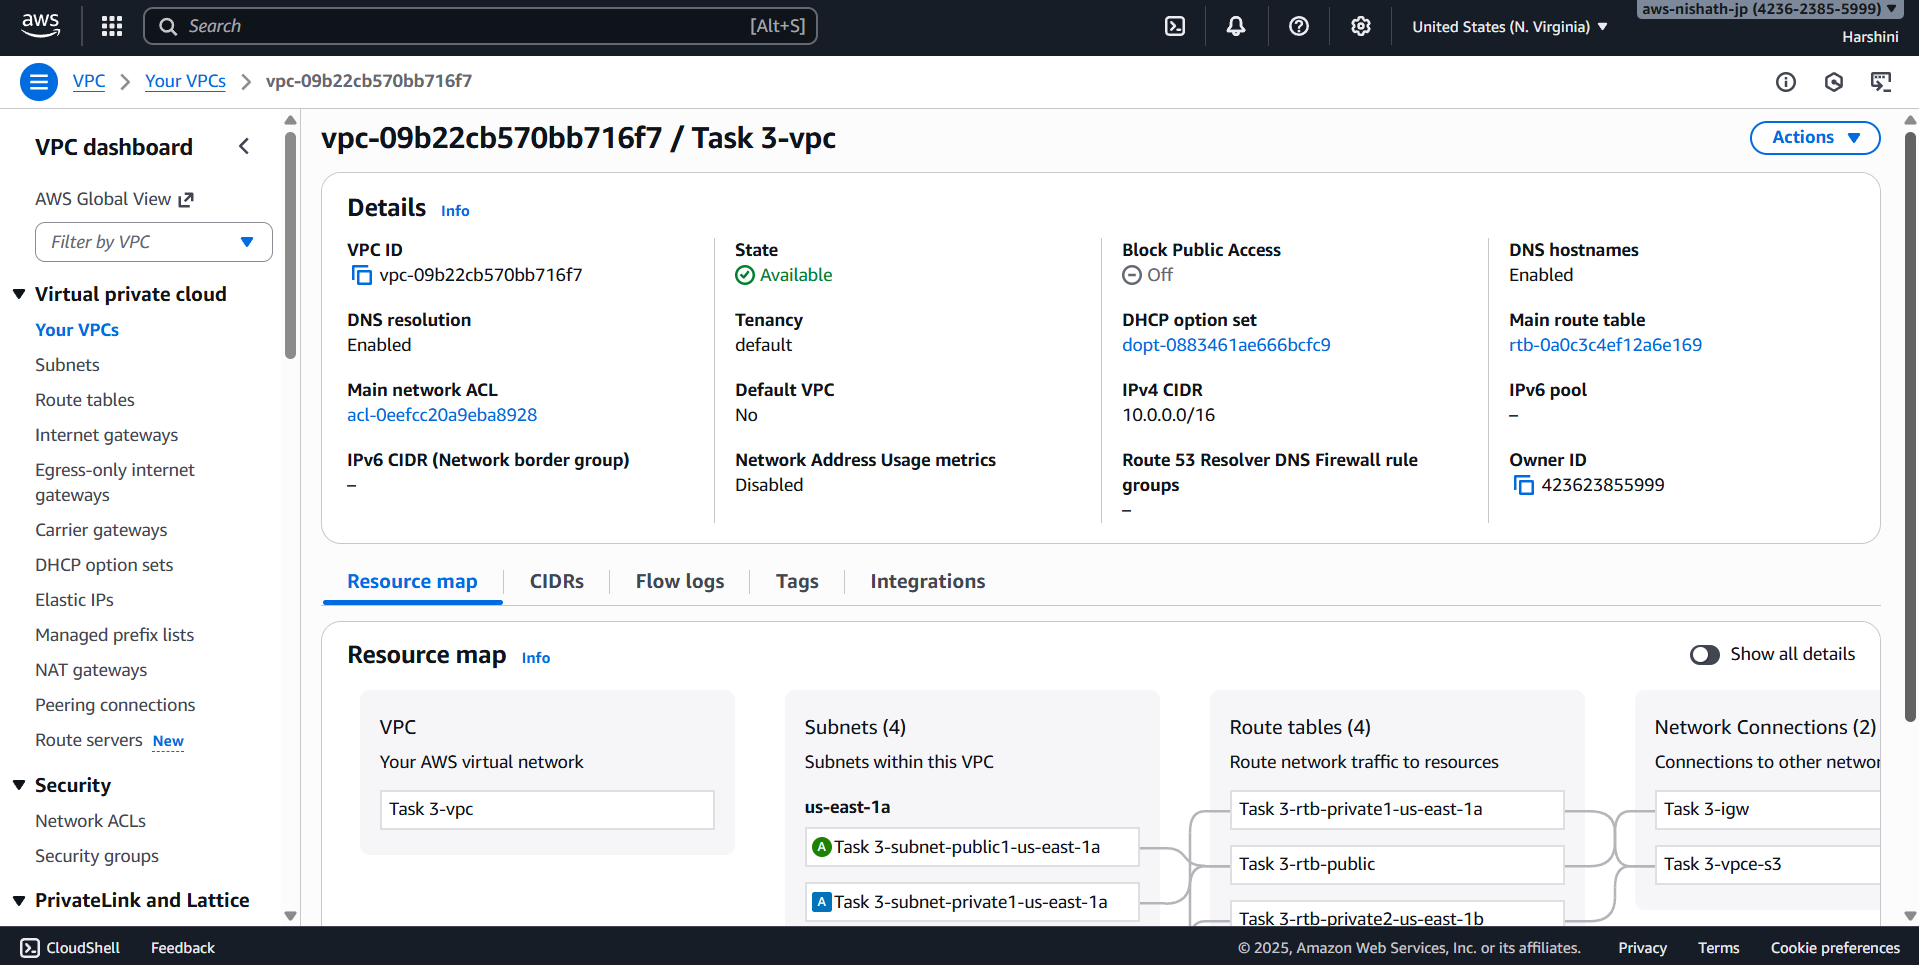 aws
Search [Alt+S]
United States (N. Virginia)
aws-nishath-jp (4236-2385-5999)
Harshini
VPC
Your VPCs
vpc-09b22cb570bb716f7
VPC dashboard
AWS Global View
Filter by VPC
Virtual private cloud
Your VPCs
Subnets
Route tables
Internet gateways
Egress-only internet
gateways
Carrier gateways
DHCP option sets
Elastic IPs
Managed prefix lists
NAT gateways
Peering connections
Route servers New
Security
Network ACLs
Security groups
PrivateLink and Lattice
vpc-09b22cb570bb716f7 / Task 3-vpc
Actions
Details Info
VPC ID
vpc-09b22cb570bb716f7
State
Available
Block Public Access
Off
DNS hostnames
Enabled
DNS resolution
Enabled
Tenancy
default
DHCP option set
dopt-0883461ae666bcfc9
Main route table
rtb-0a0c3c4ef12a6e169
Main network ACL
acl-0eefcc20a9eba8928
Default VPC
No
IPv4 CIDR
10.0.0.0/16
IPv6 pool
–
IPv6 CIDR (Network border group)
–
Network Address Usage metrics
Disabled
Route 53 Resolver DNS Firewall rule
groups
–
Owner ID
423623855999
Resource map
CIDRs
Flow logs
Tags
Integrations
Resource map Info
Show all details
VPC
Your AWS virtual network
Task 3-vpc
Subnets (4)
Subnets within this VPC
us-east-1a
A Task 3-subnet-public1-us-east-1a
A Task 3-subnet-private1-us-east-1a
Route tables (4)
Route network traffic to resources
Task 3-rtb-private1-us-east-1a
Task 3-rtb-public
Task 3-rtb-private2-us-east-1b
Network Connections (2)
Connections to other networ
Task 3-igw
Task 3-vpce-s3
CloudShell
Feedback
© 2025, Amazon Web Services, Inc. or its affiliates.
Privacy
Terms
Cookie preferences